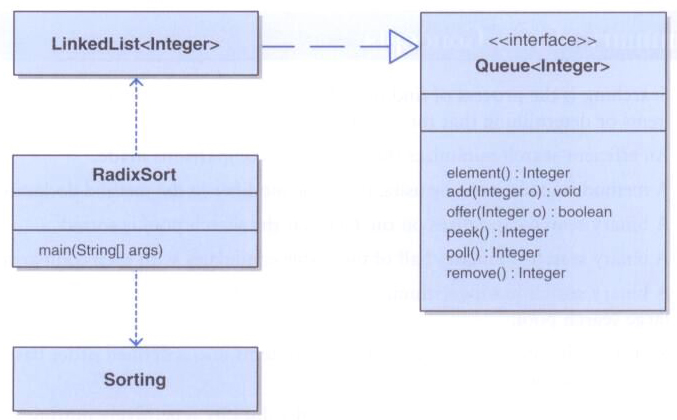 LinkedList<Integer>
<<interface>>
Queue<Integer>
element() : Integer
add(Integer o) : void
offer(Integer o) : boolean
peek() : Integer
poll() : Integer
remove() : Integer
RadixSort
main(String[] args)
Sorting